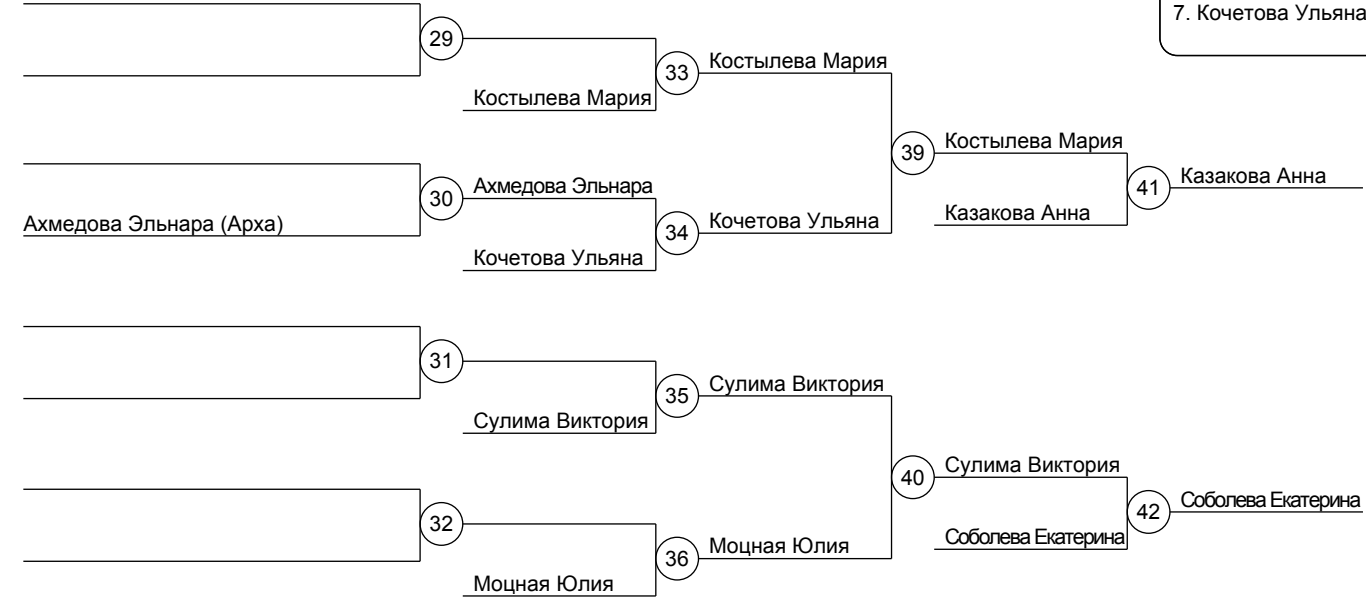 7. Кочетова Ульяна
29
33
Костылева Мария
Костылева Мария
39
Костылева Мария
30
Ахмедова Эльнара
41
Казакова Анна
Ахмедова Эльнара (Арха)
34
Кочетова Ульяна
Казакова Анна
Кочетова Ульяна
31
35
Сулима Виктория
Сулима Виктория
40
Сулима Виктория
32
42
Соболева Екатерина
36
Моцная Юлия
Соболева Екатерина
Моцная Юлия